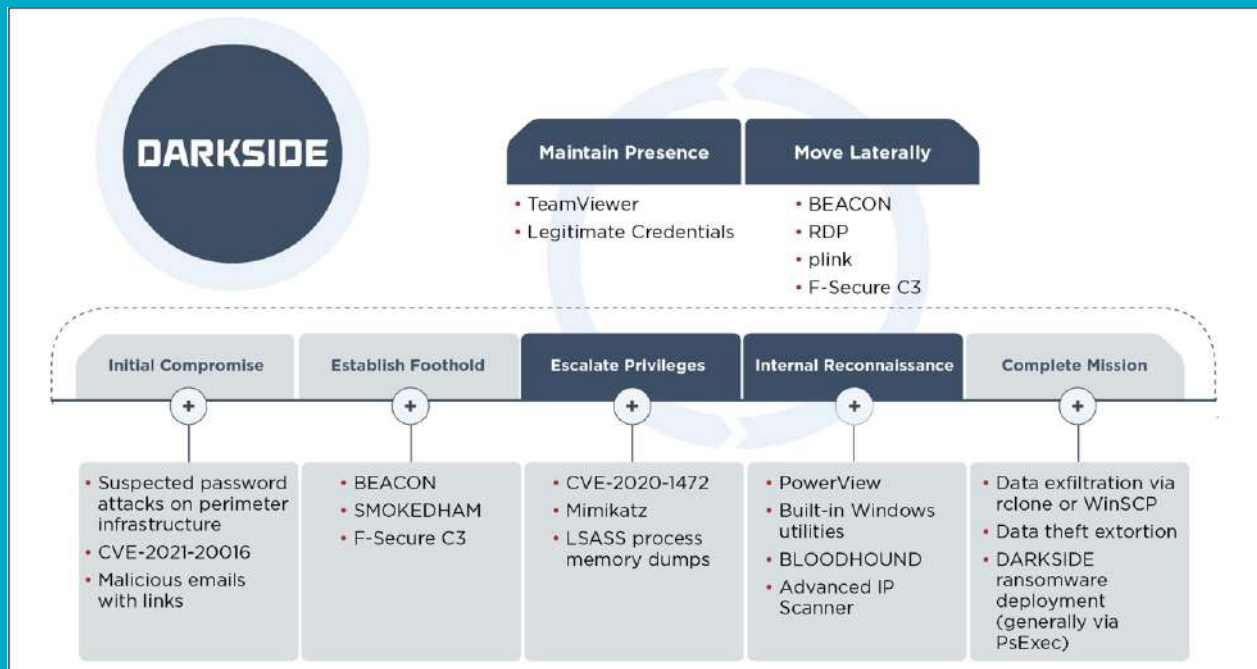 DARKSIDE
Maintain Presence
• TeamViewer
• Legitimate Credentials
Move Laterally
• BEACON
• RDP
• plink
• F-Secure C3
Initial Compromise
• Suspected password
attacks on perimeter
infrastructure
• CVE-2021-20016
• Malicious emails
with links
Establish Foothold
• BEACON
• SMOKEDHAM
• F-Secure C3
Escalate Privileges
• CVE-2020-1472
• Mimikatz
• LSASS process
memory dumps
Internal Reconnaissance
• PowerView
• Built-in Windows
utilities
• BLOODHOUND
• Advanced IP
Scanner
Complete Mission
• Data exfiltration via
rclone or WinSCP
• Data theft extortion
• DARKSIDE
ransomware
deployment
(generally via
PsExec)